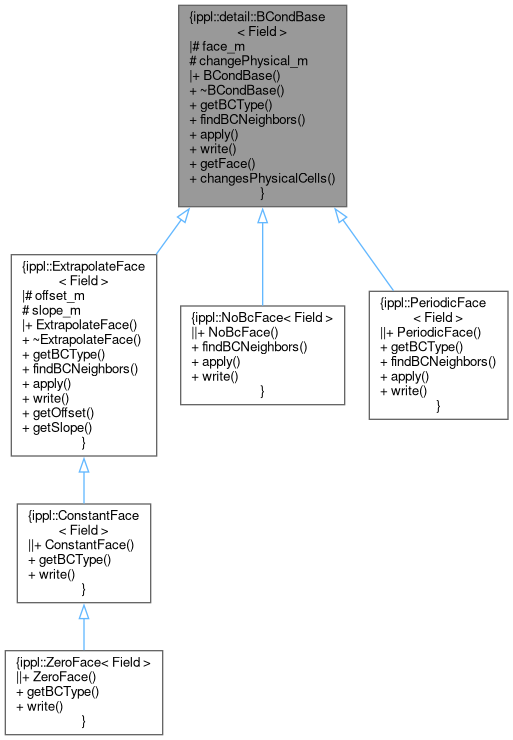 {ippl::detail::BCondBase
< Field >
|# face_m
# changePhysical_m
|+ BCondBase()
+ ~BCondBase()
+ getBCType()
+ findBCNeighbors()
+ apply()
+ write()
+ getFace()
+ changesPhysicalCells()
}
{ippl::ExtrapolateFace
< Field >
|# offset_m
# slope_m
|+ ExtrapolateFace()
+ ~ExtrapolateFace()
+ getBCType()
+ findBCNeighbors()
+ apply()
+ write()
+ getOffset()
+ getSlope()
}
{ippl::NoBcFace< Field >
||+ NoBcFace()
+ findBCNeighbors()
+ apply()
+ write()
}
{ippl::PeriodicFace
< Field >
||+ PeriodicFace()
+ getBCType()
+ findBCNeighbors()
+ apply()
+ write()
}
{ippl::ConstantFace
< Field >
||+ ConstantFace()
+ getBCType()
+ write()
}
{ippl::ZeroFace< Field >
||+ ZeroFace()
+ getBCType()
+ write()
}